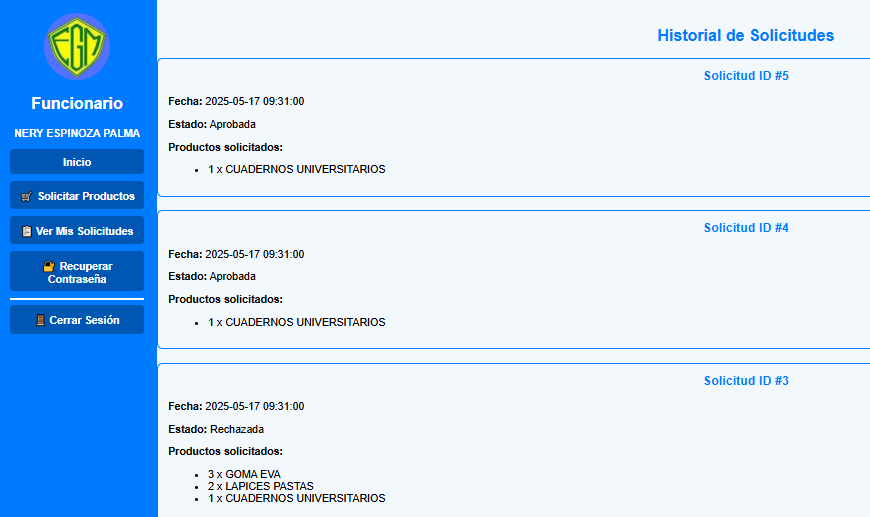 EGM
Funcionario
NERY ESPINOZA PALMA
Inicio
Solicitar Productos
Ver Mis Solicitudes
Recuperar
Contraseña
Cerrar Sesión
Historial de Solicitudes
Solicitud ID #5
Fecha: 2025-05-17 09:31:00
Estado: Aprobada
Productos solicitados:
• 1 x CUADERNOS UNIVERSITARIOS
Solicitud ID #4
Fecha: 2025-05-17 09:31:00
Estado: Aprobada
Productos solicitados:
• 1 x CUADERNOS UNIVERSITARIOS
Solicitud ID #3
Fecha: 2025-05-17 09:31:00
Estado: Rechazada
Productos solicitados:
• 3 x GOMA EVA
• 2 x LAPICES PASTAS
• 1 x CUADERNOS UNIVERSITARIOS